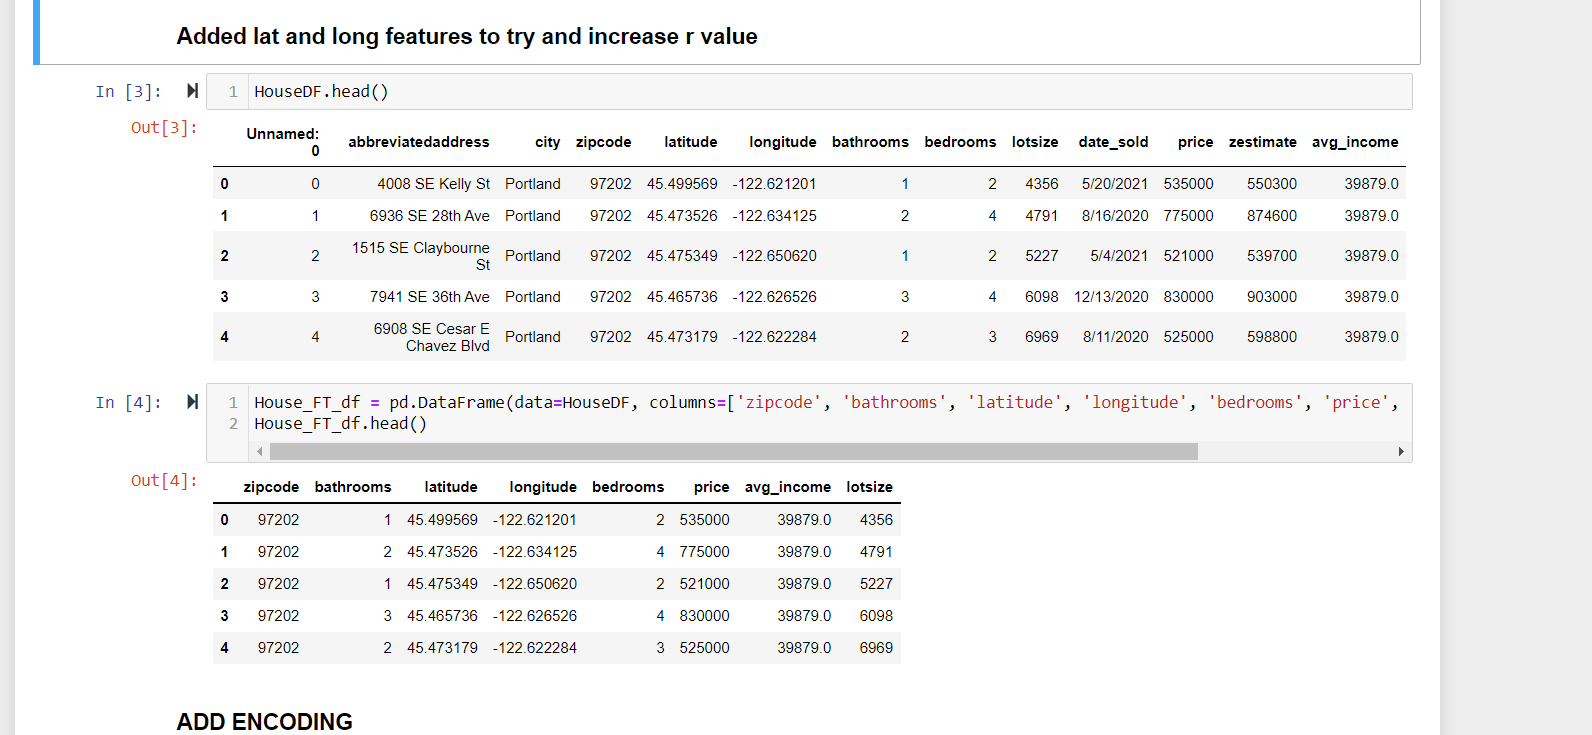 Added lat and long features to try and increase r value
In [3]: 1 HouseDF.head()
Out[3]:
Unnamed: 0 abbreviatedaddress city zipcode latitude longitude bathrooms bedrooms lotsize date_sold price zestimate avg_income
0 0 4008 SE Kelly St Portland 97202 45.499569 -122.621201 1 2 4356 5/20/2021 535000 550300 39879.0
1 1 6936 SE 28th Ave Portland 97202 45.473526 -122.634125 2 4 4791 8/16/2020 775000 874600 39879.0
2 2 1515 SE Claybourne St Portland 97202 45.475349 -122.650620 1 2 5227 5/4/2021 521000 539700 39879.0
3 3 7941 SE 36th Ave Portland 97202 45.465736 -122.626526 3 4 6098 12/13/2020 830000 903000 39879.0
4 4 6908 SE Cesar E Chavez Blvd Portland 97202 45.473179 -122.622284 2 3 6969 8/11/2020 525000 598800 39879.0
In [4]: 1 House_FT_df = pd.DataFrame(data=HouseDF, columns=['zipcode', 'bathrooms', 'latitude', 'longitude', 'bedrooms', 'price',
2 House_FT_df.head()
Out[4]:
zipcode bathrooms latitude longitude bedrooms price avg_income lotsize
0 97202 1 45.499569 -122.621201 2 535000 39879.0 4356
1 97202 2 45.473526 -122.634125 4 775000 39879.0 4791
2 97202 1 45.475349 -122.650620 2 521000 39879.0 5227
3 97202 3 45.465736 -122.626526 4 830000 39879.0 6098
4 97202 2 45.473179 -122.622284 3 525000 39879.0 6969
ADD ENCODING